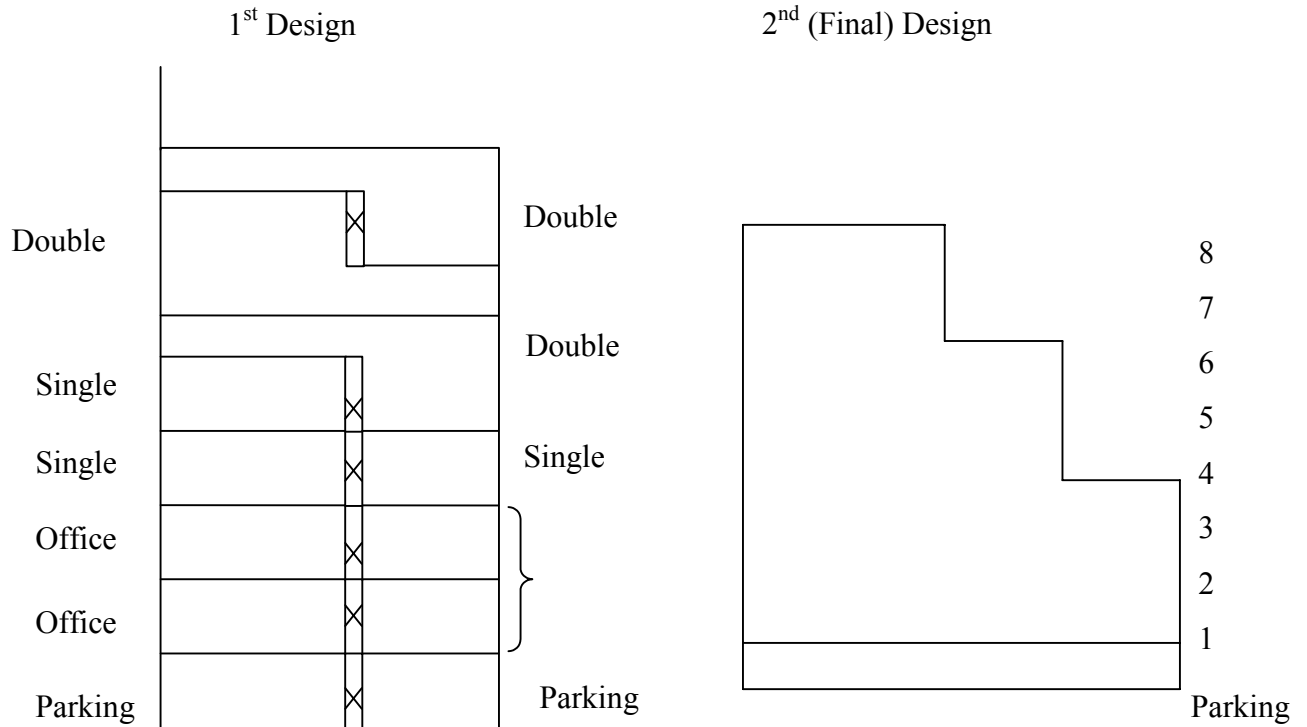 1st Design
2nd (Final) Design
Double
Double
Double
Single
Single
Single
Office
Office
Parking
Parking
8
7
6
5
4
3
2
1
Parking